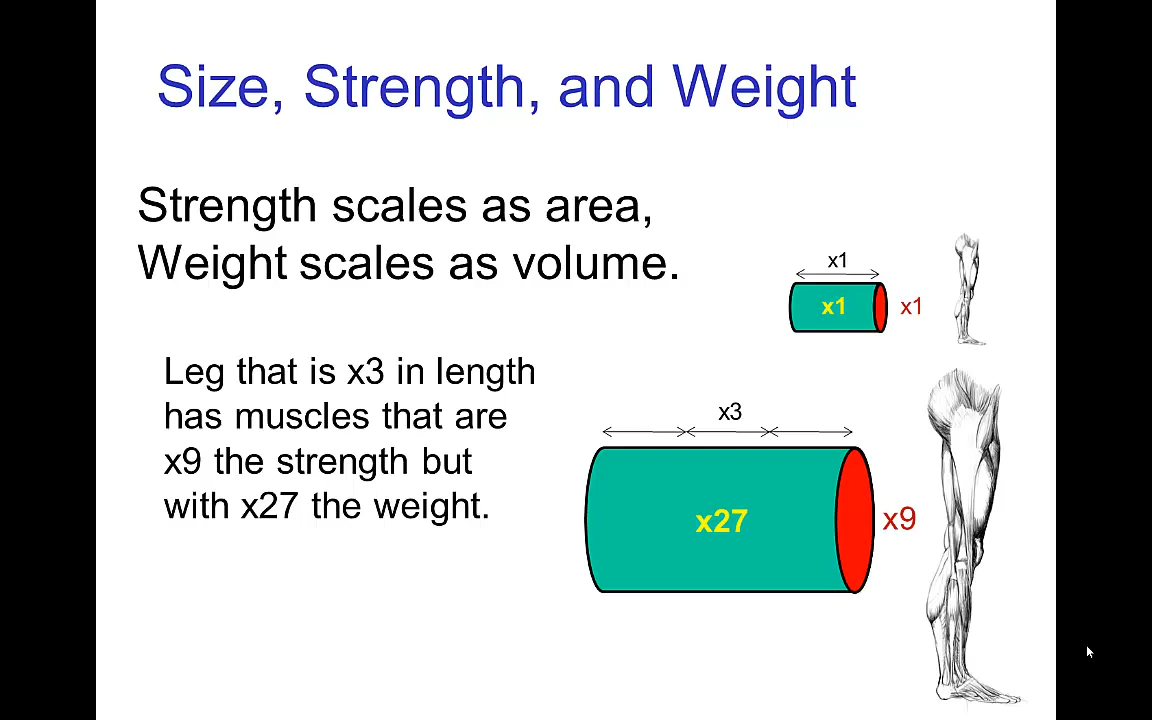 Size, Strength, and Weight
Strength scales as area,
Weight scales as volume.
x1
x1
x1
Leg that is x3 in length
has muscles that are
x9 the strength but
with x27 the weight.
x3
x27
x9